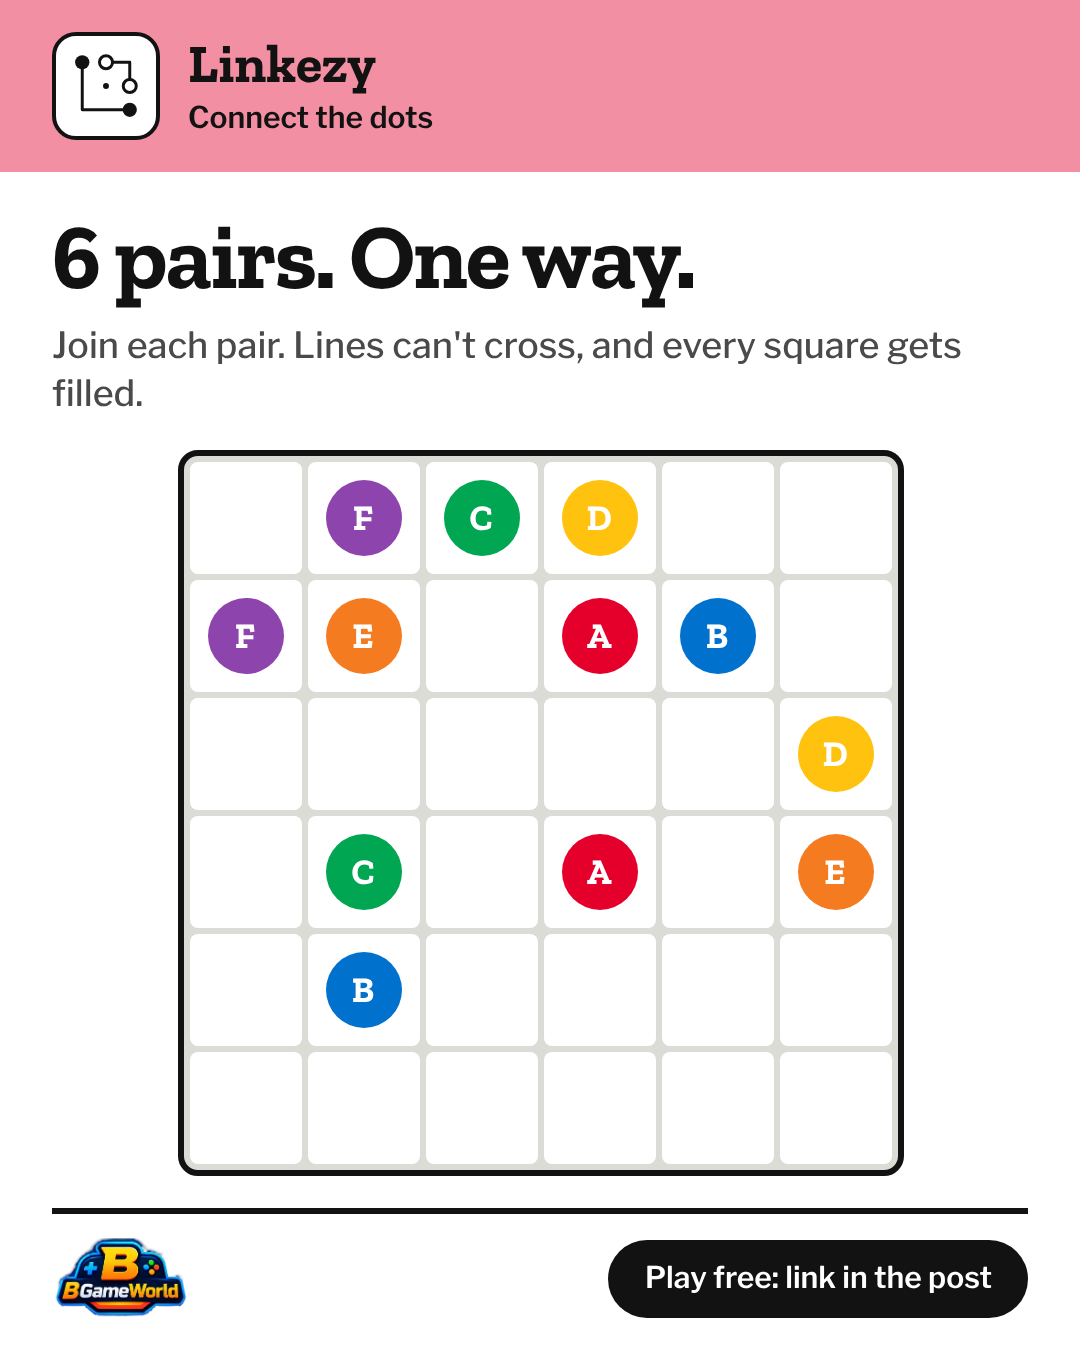 Linkezy
Connect the dots
6 pairs. One way.
Join each pair. Lines can't cross, and every square gets
filled.
F C D
F E A B
D
C A E
B
B
BGameWorld
Play free: link in the post